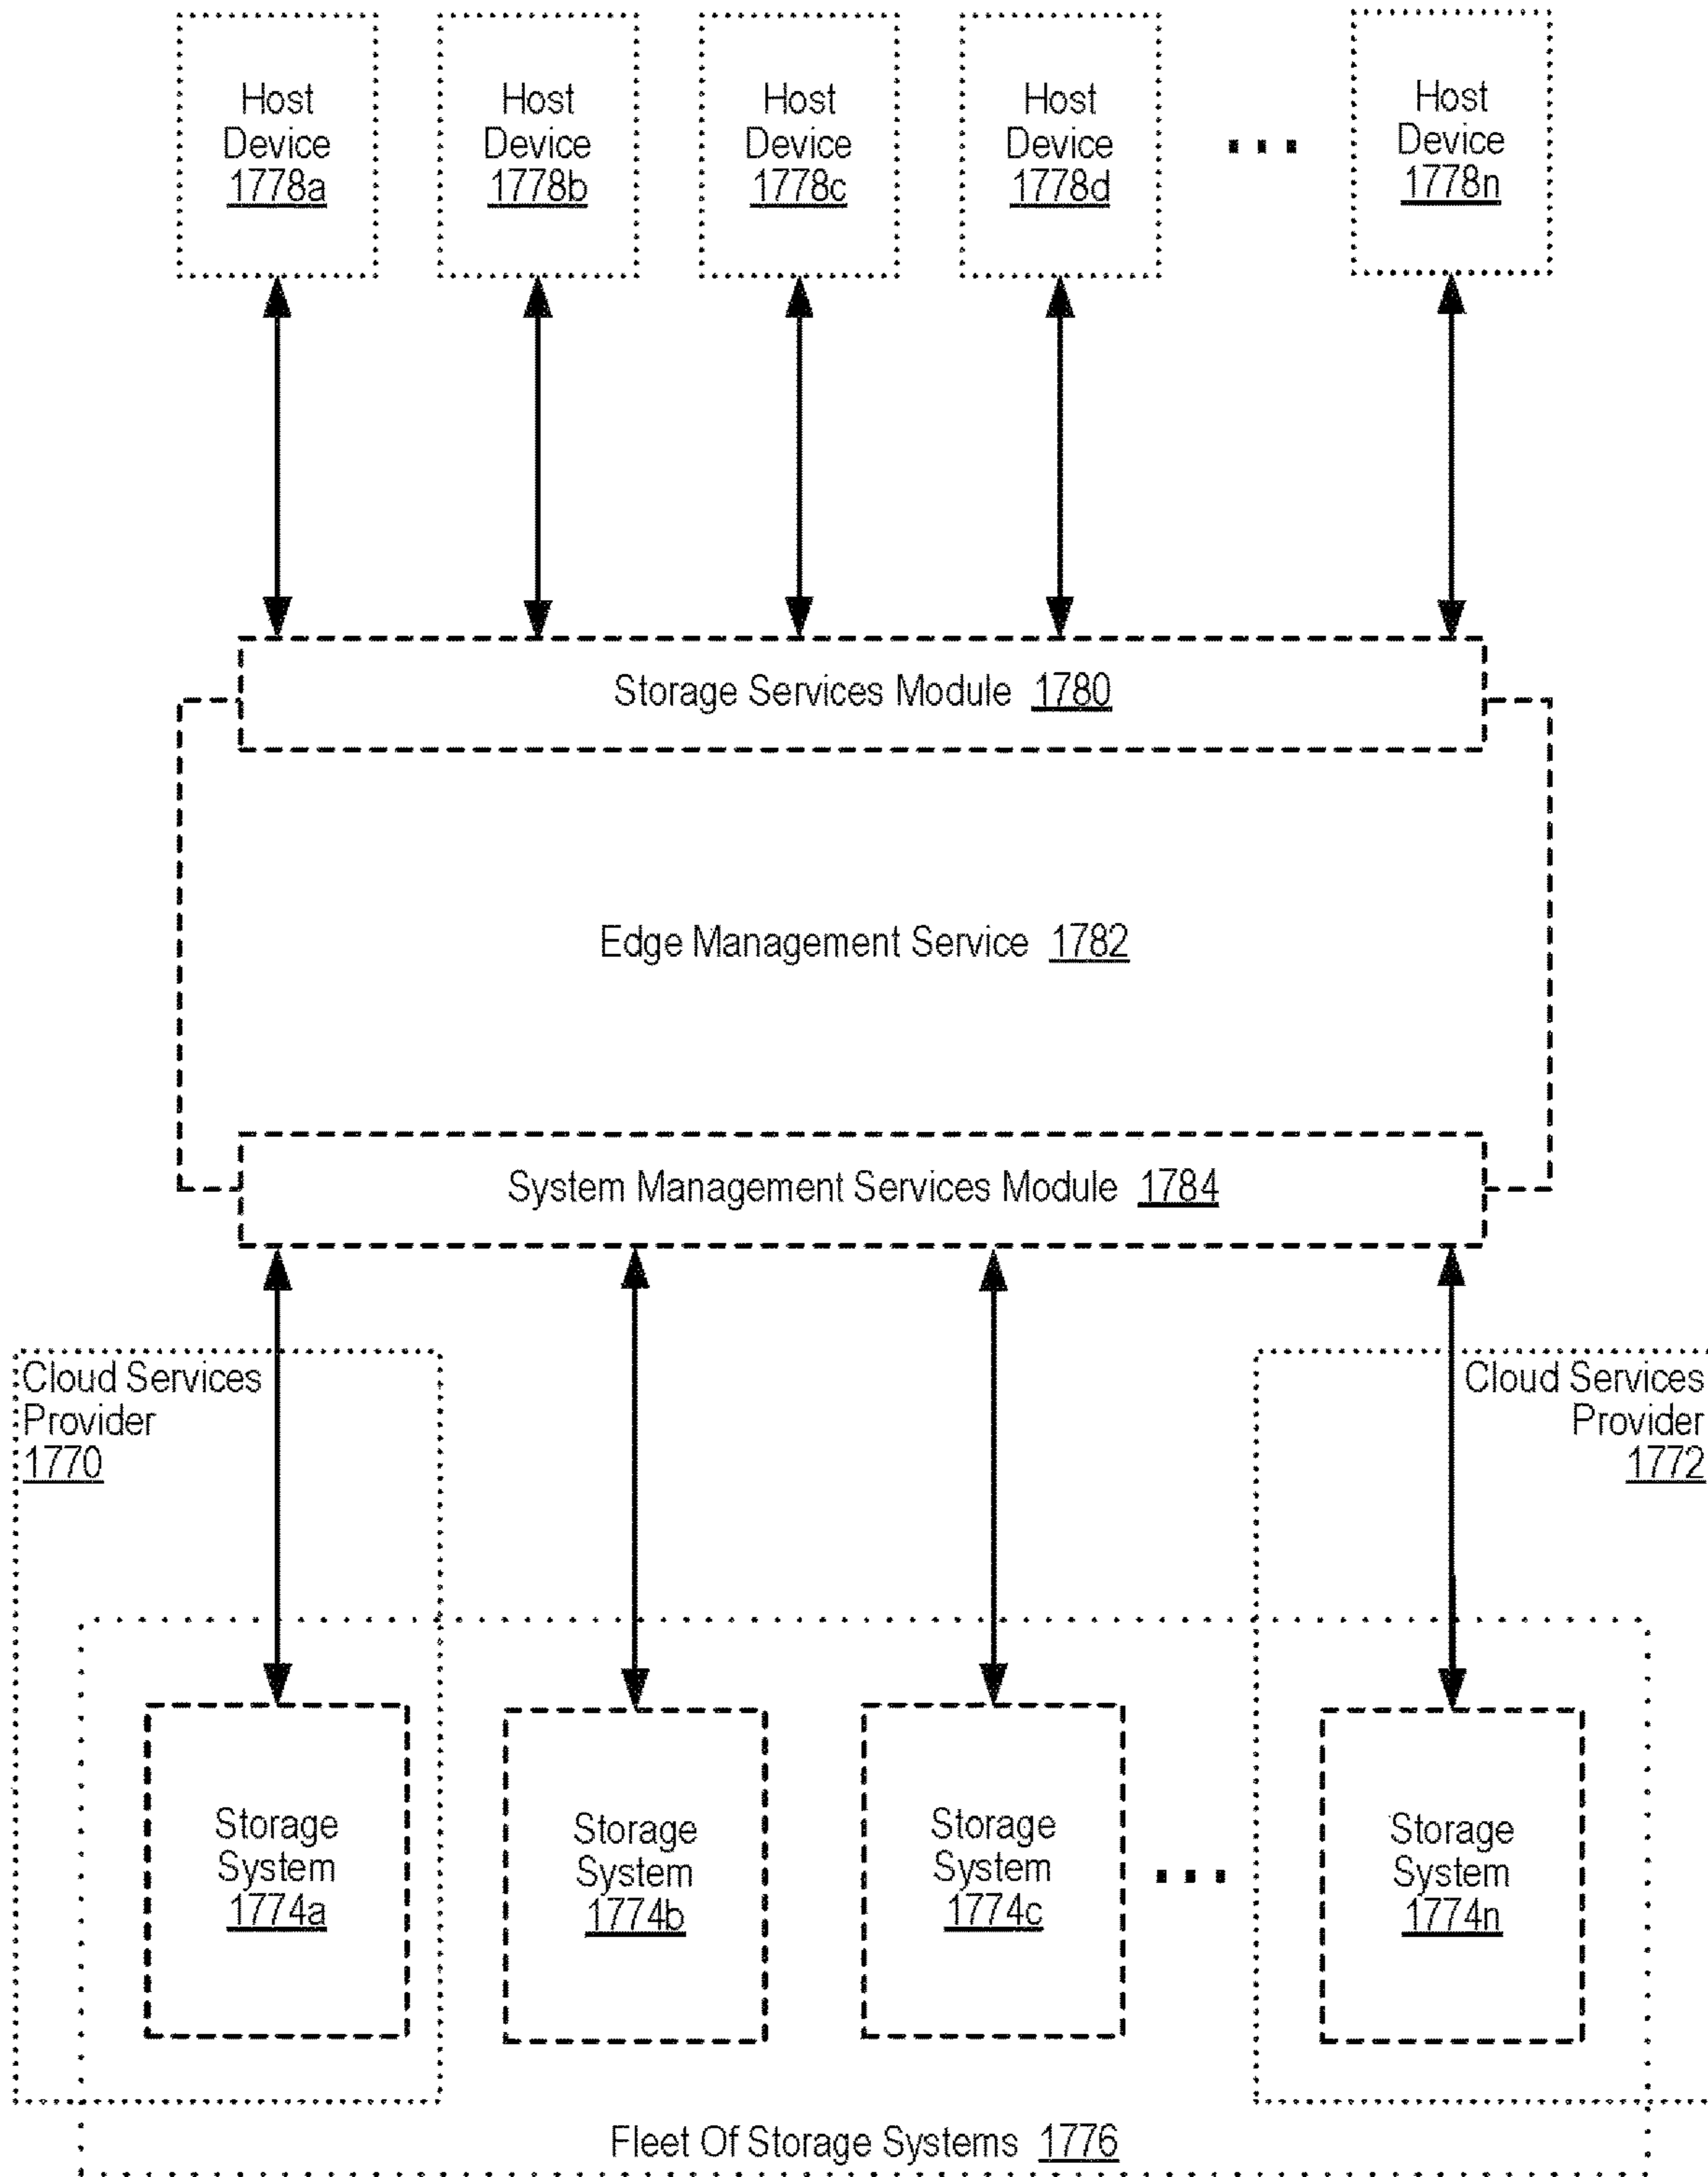 Host
Device
1778a
Host
Device
1778b
Host
Device
1778c
Host
Device
1778d
...
Host
Device
1778n
Storage Services Module 1780
Edge Management Service 1782
System Management Services Module 1784
Cloud Services
Provider
1770
Cloud Services
Provider
1772
Storage
System
1774a
Storage
System
1774b
Storage
System
1774c
...
Storage
System
1774n
Fleet Of Storage Systems 1776